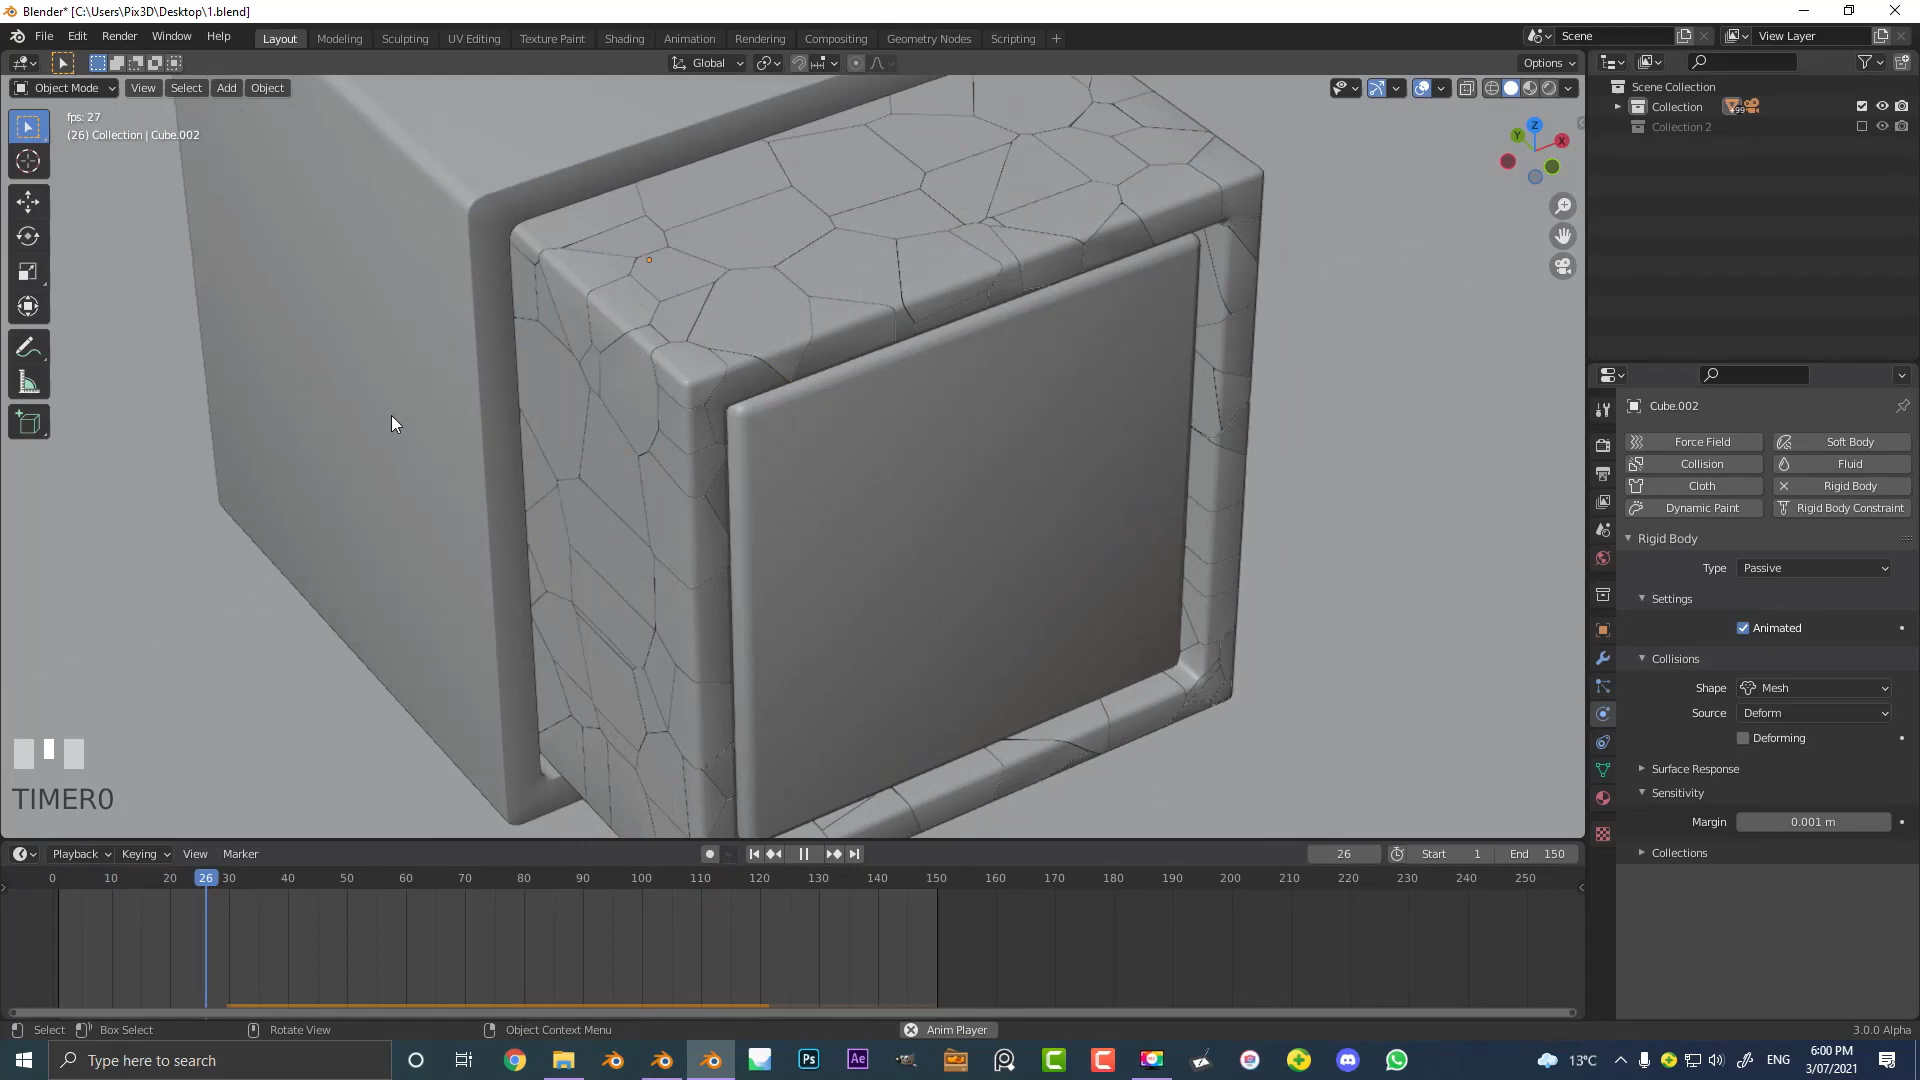 Blender* [C:\Users\Pix3D\Desktop\1.blend]
File Edit Render Window Help Layout Modeling Sculpting UV Editing Texture Paint Shading Animation Rendering Compositing Geometry Nodes Scripting + Scene View Layer
Global Options
Object Mode View Select Add Object
Scene Collection
Collection
Collection 2
fps: 27
(26) Collection | Cube.002
Z
Y
X
Cube.002
Force Field Soft Body
Collision Fluid
Cloth Rigid Body
Dynamic Paint Rigid Body Constraint
Rigid Body
Type Passive
Settings
Animated
Collisions
Shape Mesh
Source Deform
Deforming
Surface Response
Sensitivity
Margin 0.001 m
Collections
TIMER0
Playback Keying View Marker 26 Start 1 End 150
0 10 20 26 30 40 50 60 70 80 90 100 110 120 130 140 150 160 170 180 190 200 210 220 230 240 250
Select Box Select Rotate View Object Context Menu Anim Player 3.0.0 Alpha
Type here to search Ps Ae 13°C ENG 6:00 PM
3/07/2021